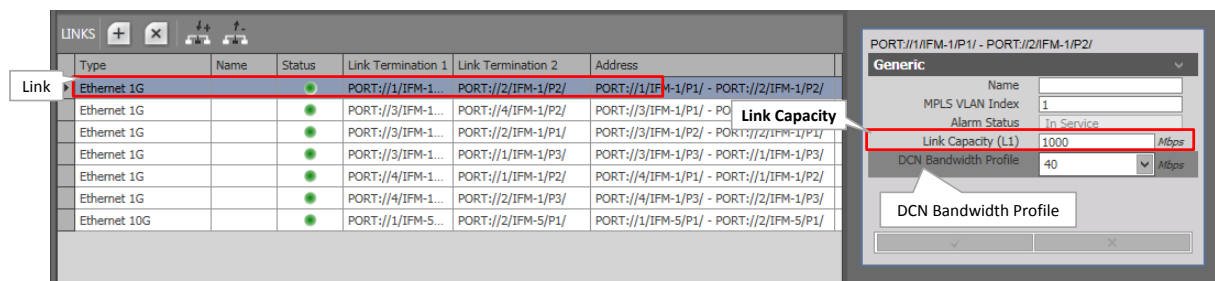 LINKS
Type Name Status Link Termination 1 Link Termination 2 Address
Link
Ethernet 1G PORT://1/IFM-1... PORT://2/IFM-1/P2/ PORT://1/IFM-1/P1/ - PORT://2/IFM-1/P2/
Ethernet 1G PORT://3/IFM-1... PORT://4/IFM-1/P2/ PORT://3/IFM-1/P1/ - PO
Ethernet 1G PORT://3/IFM-1... PORT://2/IFM-1/P1/ PORT://3/IFM-1/P2/ - PORT://2/IFM-1/P1/
Ethernet 1G PORT://3/IFM-1... PORT://1/IFM-1/P3/ PORT://3/IFM-1/P3/ - PORT://1/IFM-1/P3/
Ethernet 1G PORT://4/IFM-1... PORT://1/IFM-1/P2/ PORT://4/IFM-1/P1/ - PORT://1/IFM-1/P2/
Ethernet 1G PORT://4/IFM-1... PORT://2/IFM-1/P3/ PORT://4/IFM-1/P3/ - PORT://2/IFM-1/P3/
Ethernet 10G PORT://1/IFM-5... PORT://2/IFM-5/P1/ PORT://1/IFM-5/P1/ - PORT://2/IFM-5/P1/
Link Capacity
PORT://1/IFM-1/P1/ - PORT://2/IFM-1/P2/
Generic
Name
MPLS VLAN Index 1
Alarm Status In Service
Link Capacity (L1) 1000 Mbps
DCN Bandwidth Profile 40 Mbps
DCN Bandwidth Profile